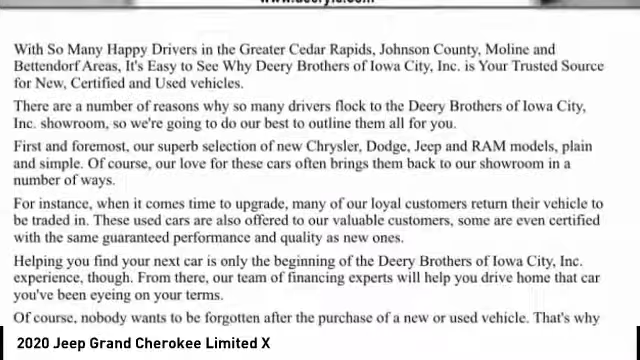 With So Many Happy Drivers in the Greater Cedar Rapids, Johnson County, Moline and
Bettendorf Areas, It's Easy to See Why Deery Brothers of Iowa City, Inc. is Your Trusted Source
for New, Certified and Used vehicles.
There are a number of reasons why so many drivers flock to the Deery Brothers of Iowa City,
Inc. showroom, so we're going to do our best to outline them all for you.
First and foremost, our superb selection of new Chrysler, Dodge, Jeep and RAM models, plain
and simple. Of course, our love for these cars often brings them back to our showroom in a
number of ways.
For instance, when it comes time to upgrade, many of our loyal customers return their vehicle to
be traded in. These used cars are also offered to our valuable customers, some are even certified
with the same guaranteed performance and quality as new ones.
Helping you find your next car is only the beginning of the Deery Brothers of Iowa City, Inc.
experience, though. From there, our team of financing experts will help you drive home that car
you've been eyeing on your terms.
Of course, nobody wants to be forgotten after the purchase of a new or used vehicle. That's why
2020 Jeep Grand Cherokee Limited X